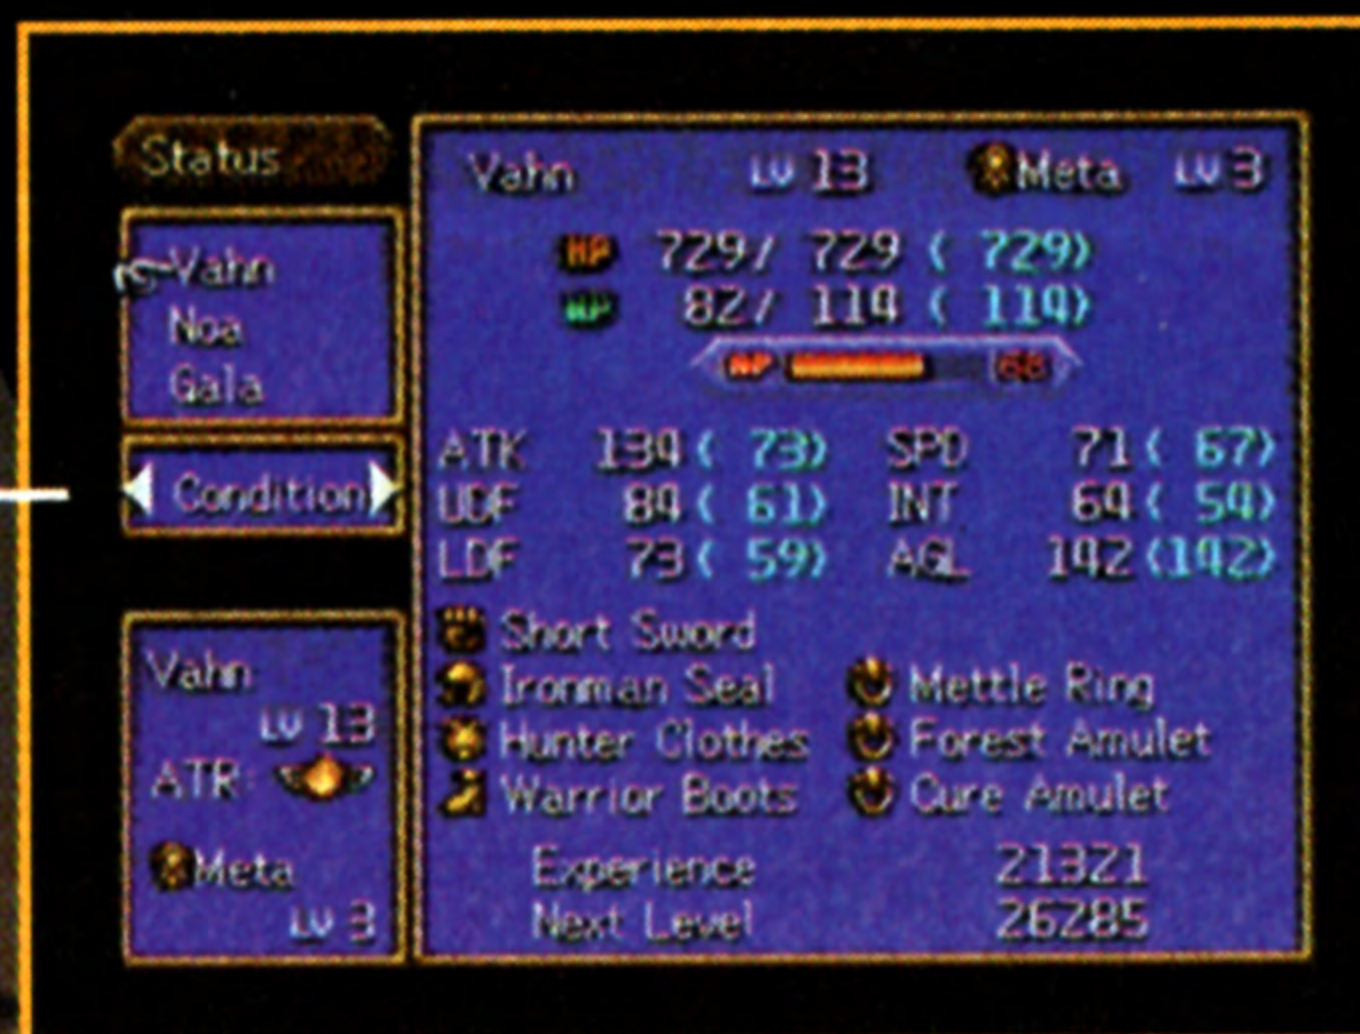 Status
Vahn
Noa
Gala
Condition
Vahn
LV 13
ATR:
Meta
LV 3
Vahn LV 13 Meta LV 3
HP 729/ 729 ( 729)
MP 82/ 114 ( 114)
AP 68
ATK 134 ( 73) SPD 71 ( 67)
UDF 84 ( 61) INT 64 ( 54)
LDF 73 ( 59) AGL 142 (142)
Short Sword
Ironman Seal Mettle Ring
Hunter Clothes Forest Amulet
Warrior Boots Cure Amulet
Experience 21321
Next Level 26285